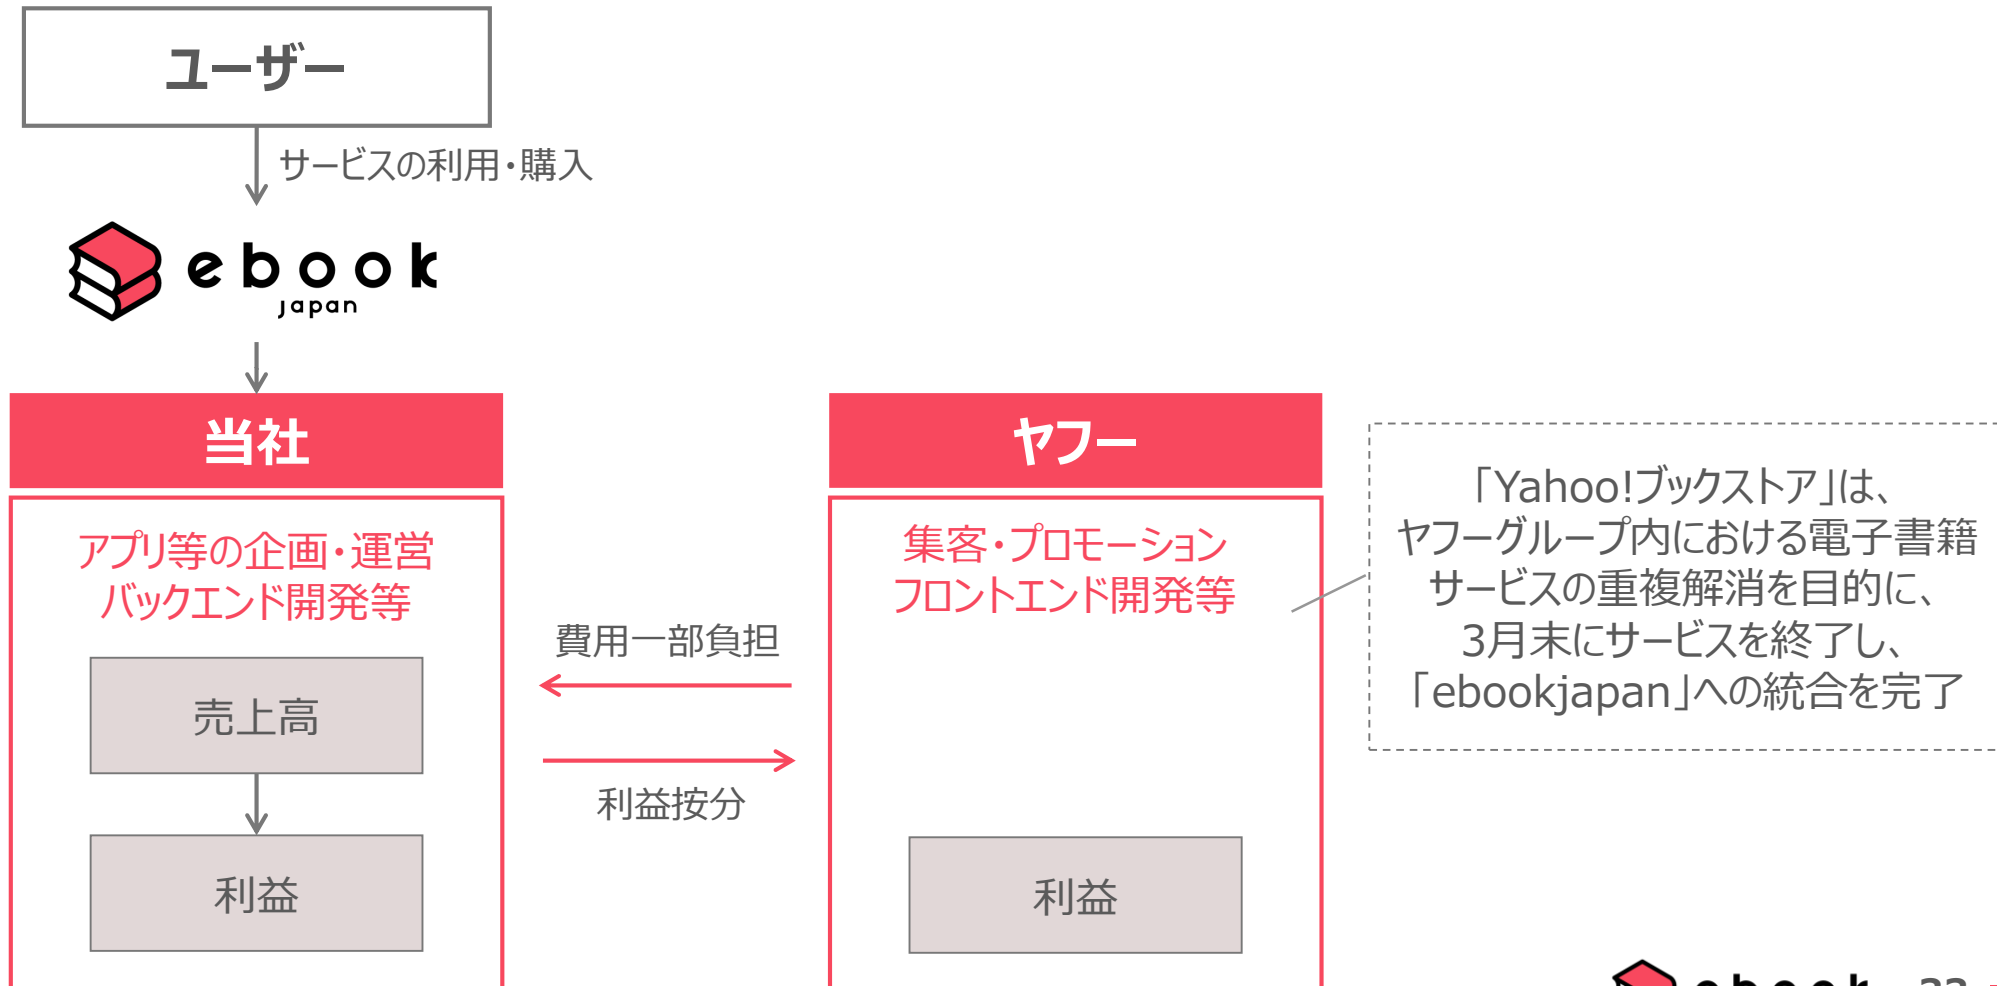 ユーザー
サービスの利用・購入
ebook
japan
当社
アプリ等の企画・運営
バックエンド開発等
売上高
利益
費用一部負担
利益按分
ヤフー
集客・プロモーション
フロントエンド開発等
利益
「Yahoo!ブックストア」は、
ヤフーグループ内における電子書籍
サービスの重複解消を目的に、
3月末にサービスを終了し、
「ebookjapan」への統合を完了